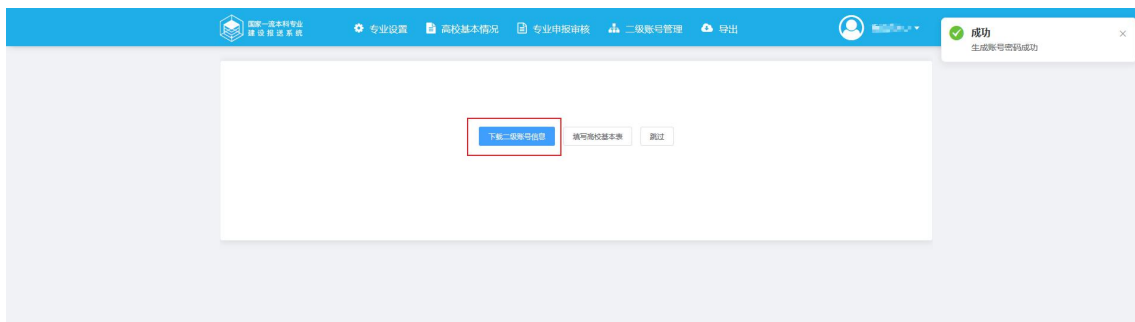 国家一流本科专业
建设报送系统
专业设置 高校基本情况 专业申报审核 二级账号管理 导出
成功
生成账号密码成功
下载二级账号信息 填写高校基本表 跳过